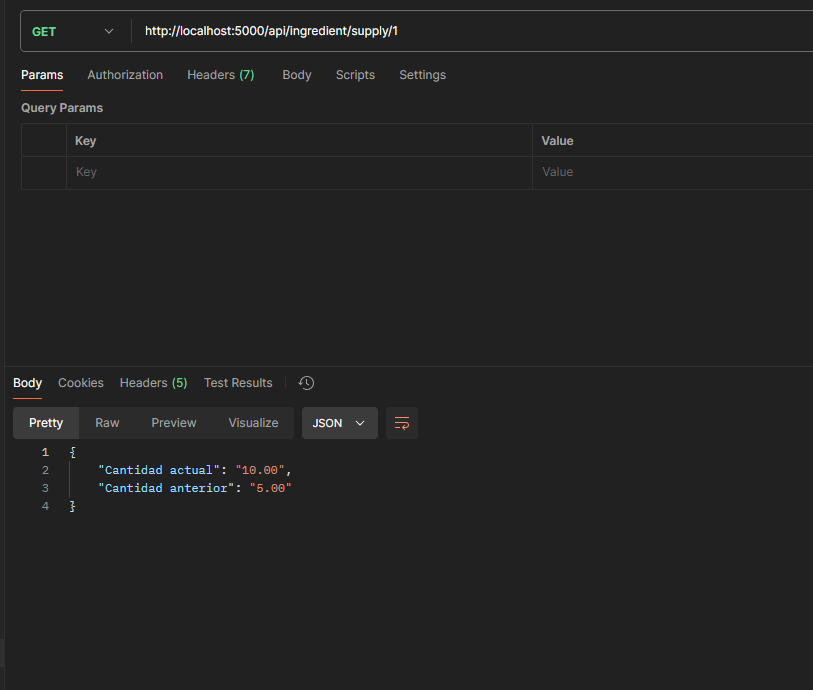 GET http://localhost:5000/api/ingredient/supply/1
Params Authorization Headers (7) Body Scripts Settings
Query Params
Key Value
Key Value
Body Cookies Headers (5) Test Results
Pretty Raw Preview Visualize JSON
1 {
2 "Cantidad actual": "10.00",
3 "Cantidad anterior": "5.00"
4 }